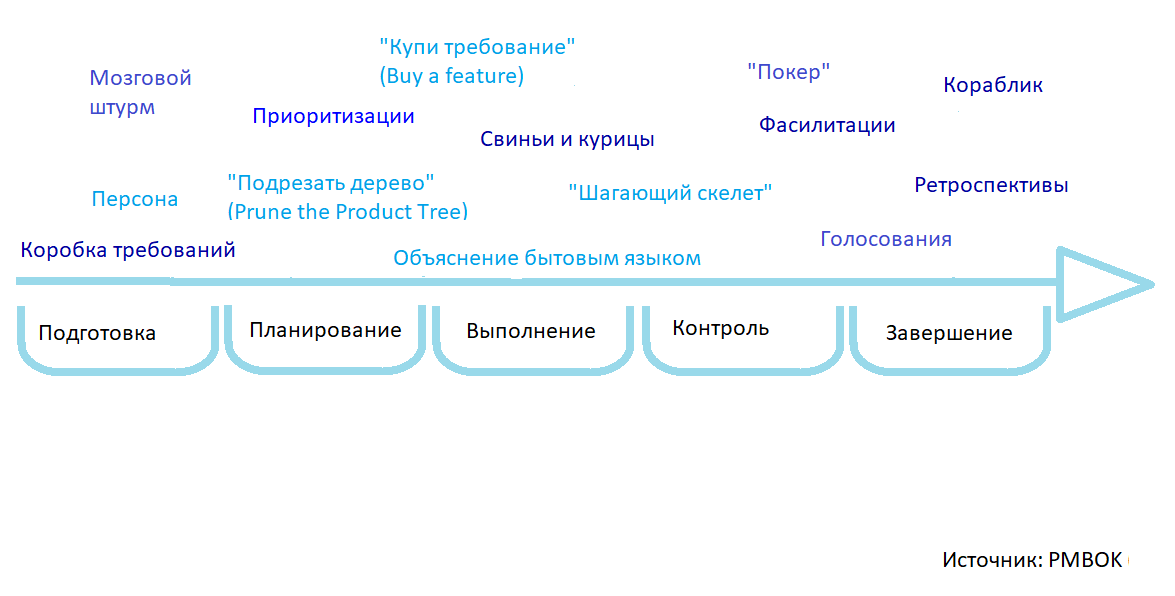 "Купи требование"
(Buy a feature)
Мозговой
штурм
"Покер"
Кораблик
Приоритизации
Фасилитации
Свиньи и курицы
Персона
"Подрезать дерево"
(Prune the Product Tree)
"Шагающий скелет"
Ретроспективы
Коробка требований
Объяснение бытовым языком
Голосования
Подготовка
Планирование
Выполнение
Контроль
Завершение
Источник: PMBOK